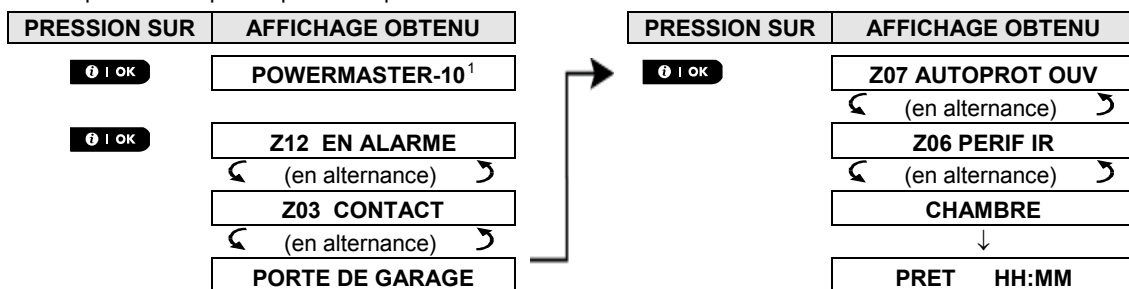 PRESSION SUR AFFICHAGE OBTENU
i I OK POWERMASTER-10¹
i I OK Z12 EN ALARME
(en alternance)
Z03 CONTACT
(en alternance)
PORTE DE GARAGE
PRESSION SUR AFFICHAGE OBTENU
i I OK Z07 AUTOPROT OUV
(en alternance)
Z06 PERIF IR
(en alternance)
CHAMBRE
↓
PRET HH:MM